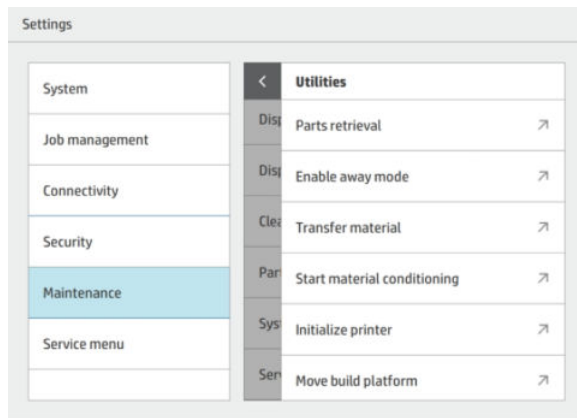 Settings
System
Job management
Connectivity
Security
Maintenance
Service menu
Utilities
Parts retrieval
Enable away mode
Transfer material
Start material conditioning
Initialize printer
Move build platform